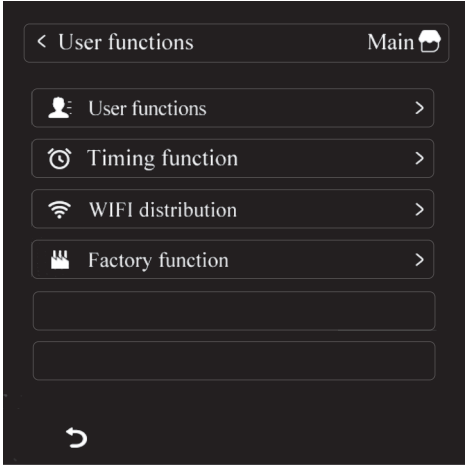 User functions Main
User functions
Timing function
WIFI distribution
Factory function